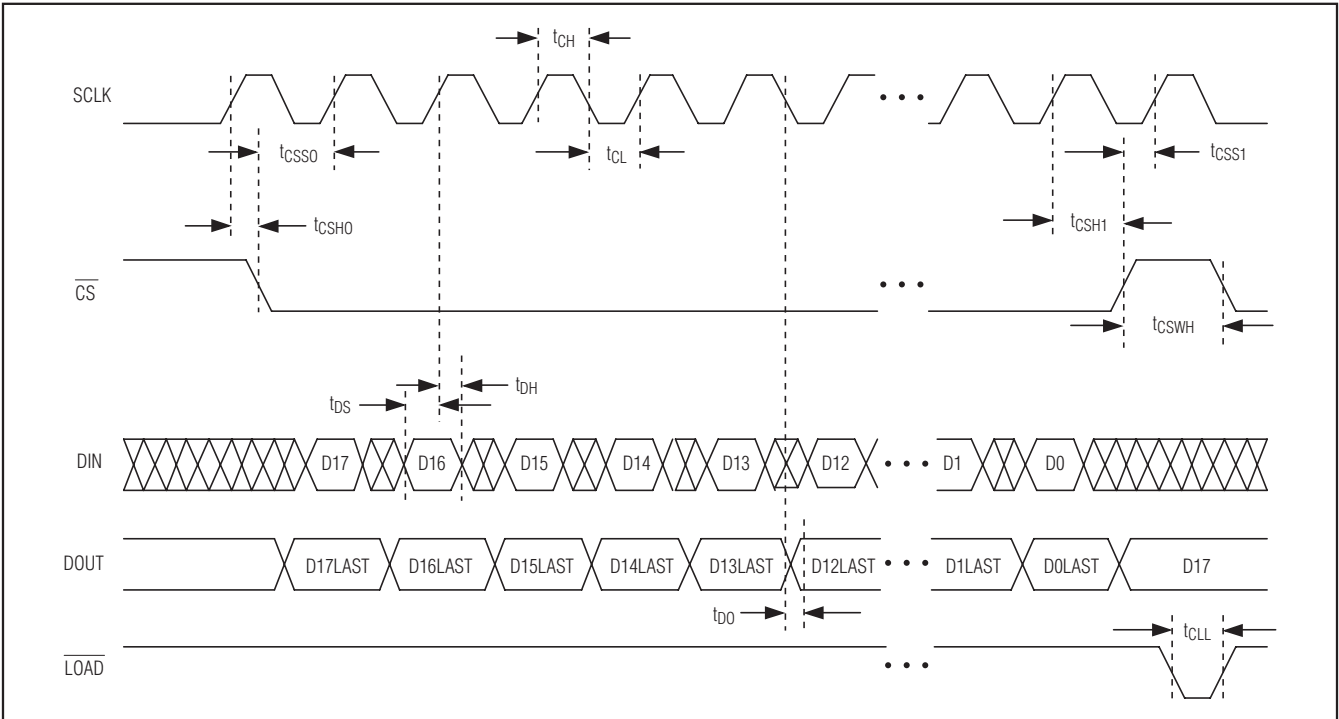 tCH
SCLK
tCSS0
tCL
tCSS1
tCSH0
tCSH1
CS
tCSWH
tDH
tDS
DIN
D17
D16
D15
D14
D13
D12
• • •
D1
D0
DOUT
D17LAST
D16LAST
D15LAST
D14LAST
D13LAST
D12LAST
• • •
D1LAST
D0LAST
D17
tDO
tCLL
LOAD